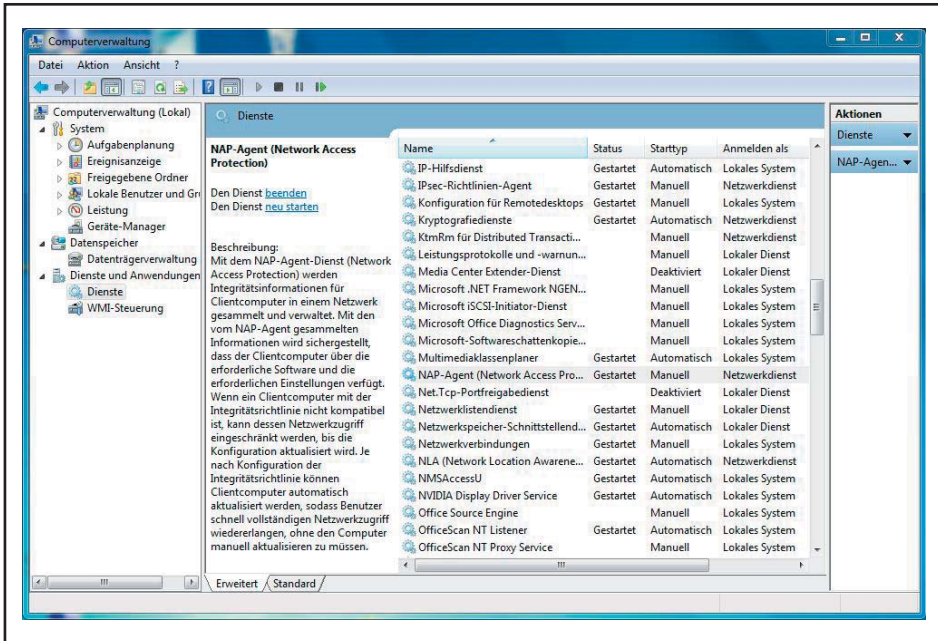 Computerverwaltung
Datei Aktion Ansicht ?
Computerverwaltung (Lokal)
System
Aufgabenplanung
Ereignisanzeige
Freigegebene Ordner
Lokale Benutzer und Gru
Leistung
Geräte-Manager
Datenspeicher
Datenträgerverwaltung
Dienste und Anwendungen
Dienste
WMI-Steuerung
Dienste
NAP-Agent (Network Access
Protection)
Den Dienst beenden
Den Dienst neu starten
Beschreibung:
Mit dem NAP-Agent-Dienst (Network
Access Protection) werden
Integritätsinformationen für
Clientcomputer in einem Netzwerk
gesammelt und verwaltet. Mit den
vom NAP-Agent gesammelten
Informationen wird sichergestellt,
dass der Clientcomputer über die
erforderliche Software und die
erforderlichen Einstellungen verfügt.
Wenn ein Clientcomputer mit der
Integritätsrichtlinie nicht kompatibel
ist, kann dessen Netzwerkzugriff
eingeschränkt werden, bis die
Konfiguration aktualisiert wird. Je
nach Konfiguration der
Integritätsrichtlinie können
Clientcomputer automatisch
aktualisiert werden, sodass Benutzer
schnell vollständigen Netzwerkzugriff
wiedererlangen, ohne den Computer
manuell aktualisieren zu müssen.
Name Status Starttyp Anmelden als
IP-Hilfsdienst Gestartet Automatisch Lokales System
IPsec-Richtlinien-Agent Gestartet Manuell Netzwerkdienst
Konfiguration für Remotedesktops Gestartet Manuell Lokales System
Kryptografiedienste Gestartet Automatisch Netzwerkdienst
KtmRm für Distributed Transacti... Manuell Netzwerkdienst
Leistungsprotokolle und -warnun... Manuell Lokaler Dienst
Media Center Extender-Dienst Deaktiviert Lokaler Dienst
Microsoft .NET Framework NGEN... Manuell Lokales System
Microsoft iSCSI-Initiator-Dienst Manuell Lokales System
Microsoft Office Diagnostics Serv... Manuell Lokales System
Microsoft-Softwareschattenkopie... Manuell Lokales System
Multimediaklassenplaner Gestartet Automatisch Lokales System
NAP-Agent (Network Access Pro... Gestartet Manuell Netzwerkdienst
Net.Tcp-Portfreigabedienst Deaktiviert Lokaler Dienst
Netzwerklistendienst Gestartet Manuell Lokaler Dienst
Netzwerkspeicher-Schnittstellend... Gestartet Automatisch Lokaler Dienst
Netzwerkverbindungen Gestartet Manuell Lokales System
NLA (Network Location Awarene... Gestartet Automatisch Netzwerkdienst
NMSAccessU Gestartet Automatisch Lokales System
NVIDIA Display Driver Service Gestartet Automatisch Lokales System
Office Source Engine Manuell Lokales System
OfficeScan NT Listener Gestartet Automatisch Lokales System
OfficeScan NT Proxy Service Manuell Lokales System
Erweitert Standard
Aktionen
Dienste
NAP-Agen...